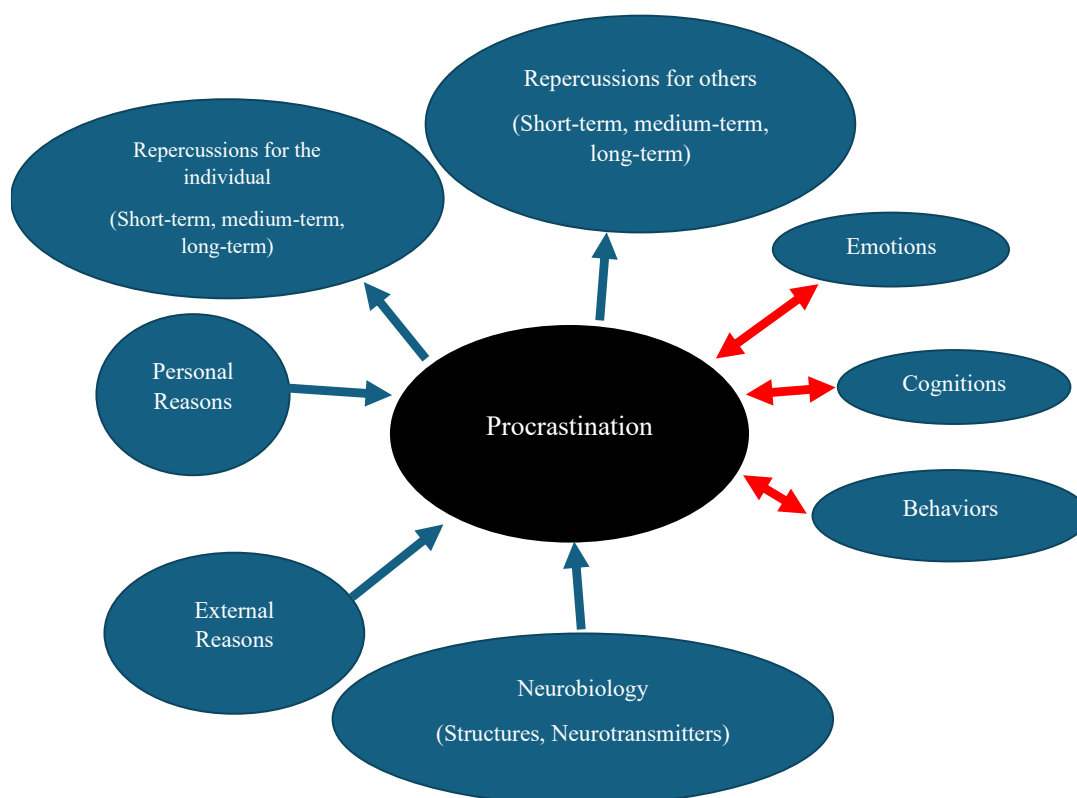 Repercussions for others
(Short-term, medium-term,
long-term)
Repercussions for the
individual
(Short-term, medium-term,
long-term)
Emotions
Personal
Reasons
Cognitions
Procrastination
Behaviors
External
Reasons
Neurobiology
(Structures, Neurotransmitters)